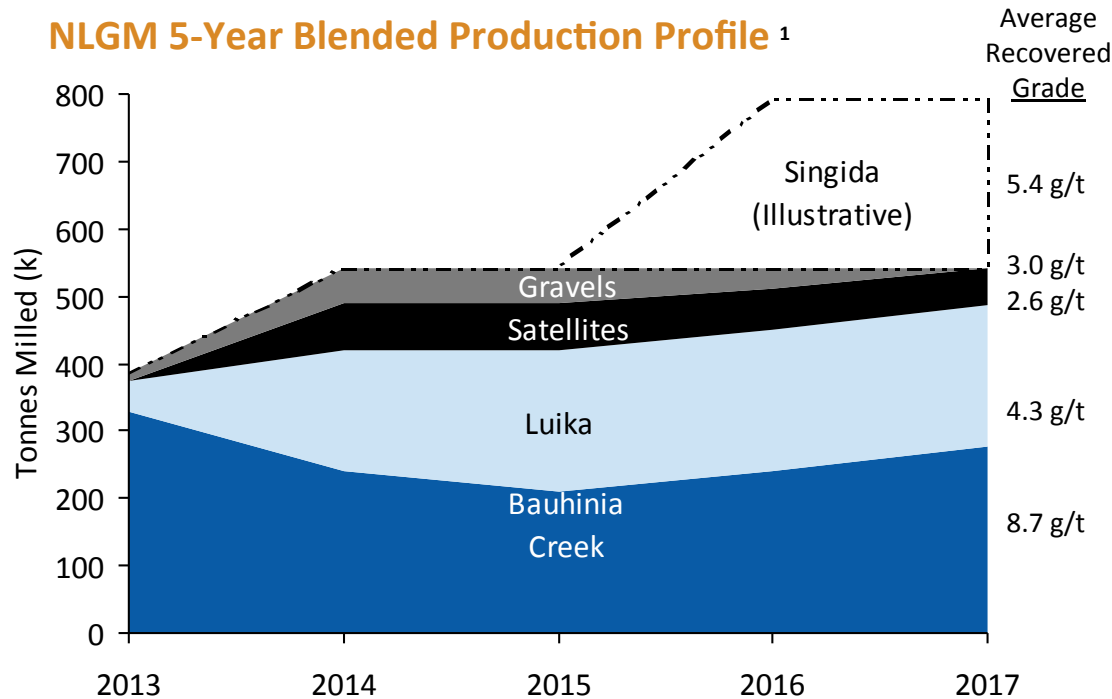 NLGM 5-Year Blended Production Profile 1
Average
Recovered
Grade
800
700
600
500
400
300
200
100
0
Tonnes Milled (k)
Singida
(Illustrative)
Gravels
Satellites
Luika
Bauhinia
Creek
5.4 g/t
3.0 g/t
2.6 g/t
4.3 g/t
8.7 g/t
2013
2014
2015
2016
2017